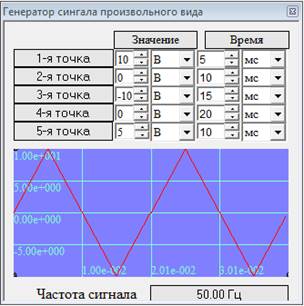 Генератор сингала произвольного вида
Значение Время
1-я точка 10 В 5 мс
2-я точка 0 В 10 мс
3-я точка -10 В 15 мс
4-я точка 0 В 20 мс
5-я точка 5 В 10 мс
1.00e+001
5.00e+000
0.00e+000
-5.00e+000
1.00e-002 2.01e-002 3.01e-002
Частота сигнала 50.00 Гц